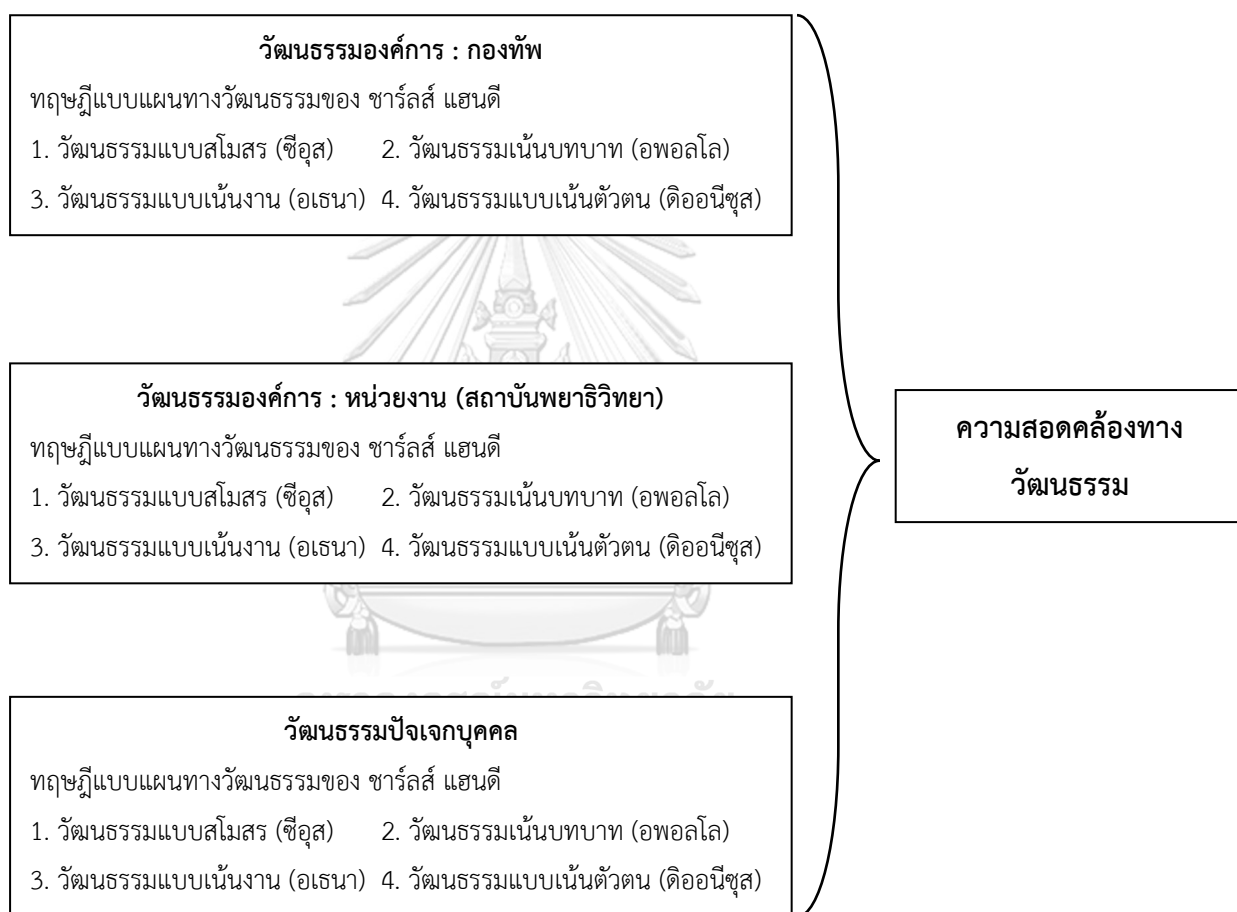 วัฒนธรรมองค์การ : กองทัพ
ทฤษฎีแบบแผนทางวัฒนธรรมของ ชาร์ลส์ แฮนดี
1. วัฒนธรรมแบบสโมสร (ซีอุส) 2. วัฒนธรรมเน้นบทบาท (อพอลโล)
3. วัฒนธรรมแบบเน้นงาน (อเธนา) 4. วัฒนธรรมแบบเน้นตัวตน (ดิออนีซุส)
วัฒนธรรมองค์การ : หน่วยงาน (สถาบันพยาธิวิทยา)
ทฤษฎีแบบแผนทางวัฒนธรรมของ ชาร์ลส์ แฮนดี
1. วัฒนธรรมแบบสโมสร (ซีอุส) 2. วัฒนธรรมเน้นบทบาท (อพอลโล)
3. วัฒนธรรมแบบเน้นงาน (อเธนา) 4. วัฒนธรรมแบบเน้นตัวตน (ดิออนีซุส)
ความสอดคล้องทาง
วัฒนธรรม
วัฒนธรรมปัจเจกบุคคล
ทฤษฎีแบบแผนทางวัฒนธรรมของ ชาร์ลส์ แฮนดี
1. วัฒนธรรมแบบสโมสร (ซีอุส) 2. วัฒนธรรมเน้นบทบาท (อพอลโล)
3. วัฒนธรรมแบบเน้นงาน (อเธนา) 4. วัฒนธรรมแบบเน้นตัวตน (ดิออนีซุส)